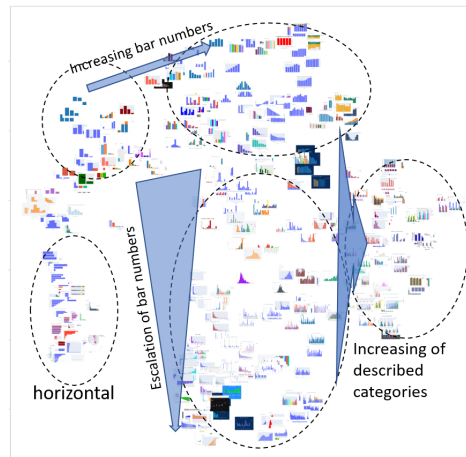 Increasing bar numbers
Escalation of bar numbers
horizontal
Increasing of
described
categories